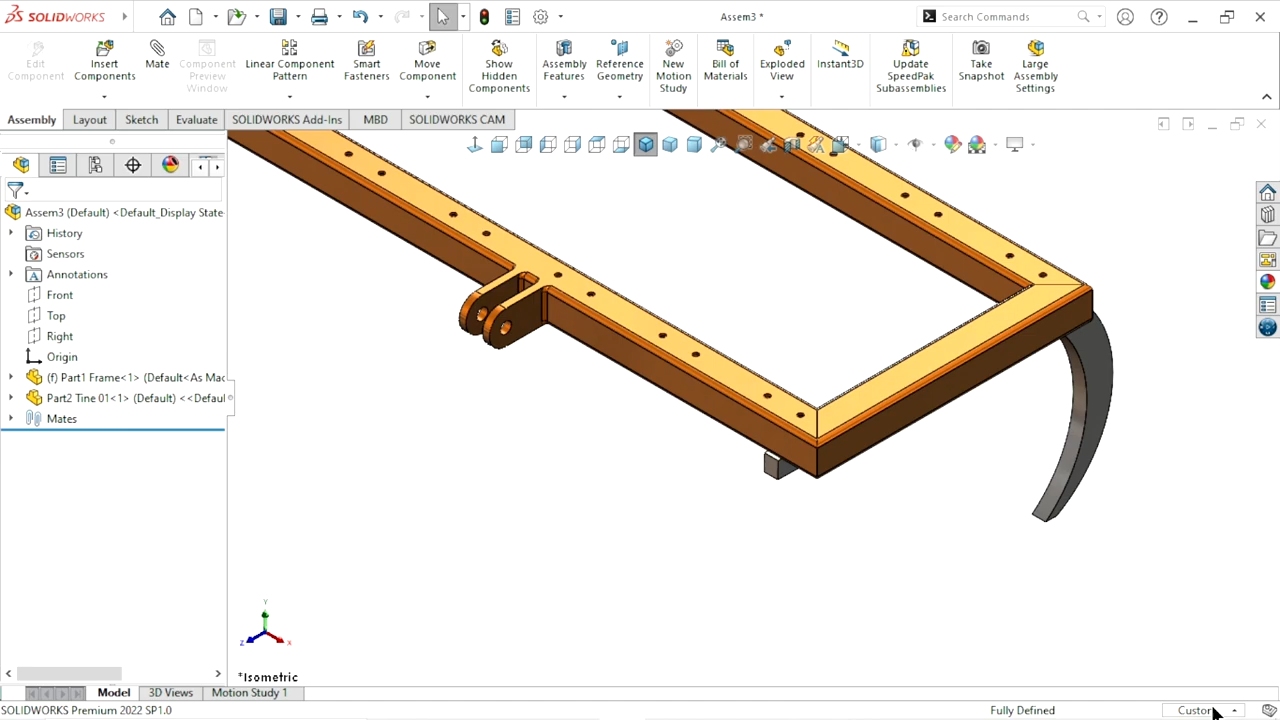 SOLIDWORKS
Assem3 *
Search Commands
Edit
Component
Insert
Components
Mate
Component
Preview
Window
Linear Component
Pattern
Smart
Fasteners
Move
Component
Show
Hidden
Components
Assembly
Features
Reference
Geometry
New
Motion
Study
Bill of
Materials
Exploded
View
Instant3D
Update
SpeedPak
Subassemblies
Take
Snapshot
Large
Assembly
Settings
Assembly Layout Sketch Evaluate SOLIDWORKS Add-Ins MBD SOLIDWORKS CAM
Assem3 (Default) <Default_Display State
History
Sensors
Annotations
Front
Top
Right
Origin
(f) Part1 Frame<1> (Default<As Mac
Part2 Tine 01<1> (Default) <<Defaul
Mates
Y
Z
X
*Isometric
Model 3D Views Motion Study 1
SOLIDWORKS Premium 2022 SP1.0
Fully Defined